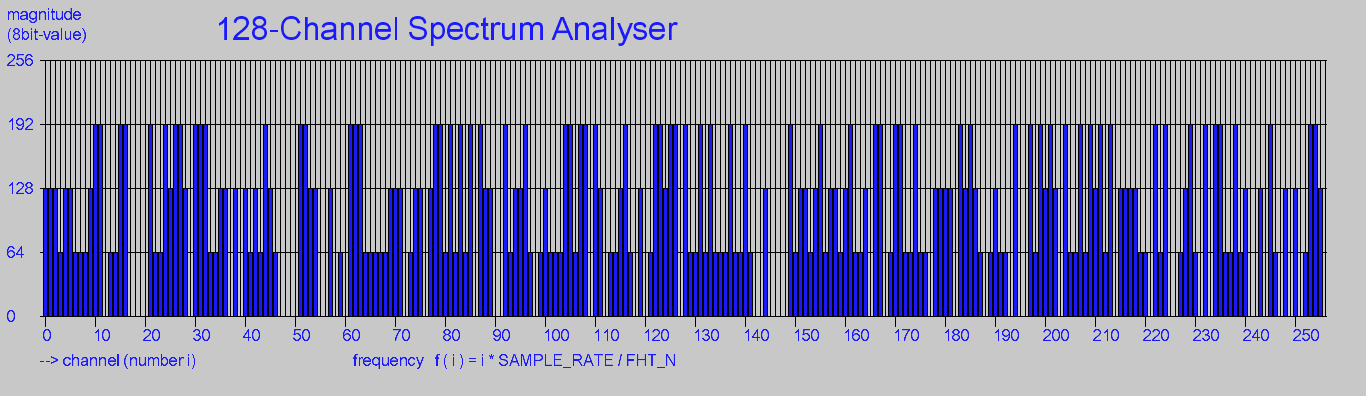 magnitude
(8bit-value)
128-Channel Spectrum Analyser
256
192
128
64
0
0 10 20 30 40 50 60 70 80 90 100 110 120 130 140 150 160 170 180 190 200 210 220 230 240 250
--> channel (number i)
frequency f ( i ) = i * SAMPLE_RATE / FHT_N